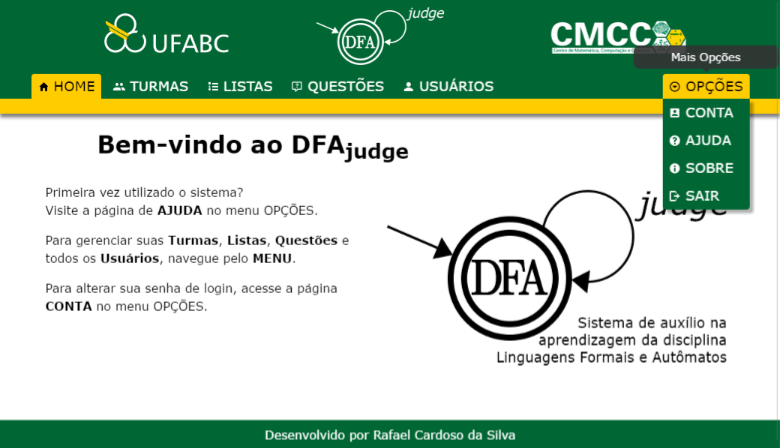 UFABC
DFA
judge
CMCC
Centro de Matemática, Computação e
Mais Opções
HOME
TURMAS
LISTAS
QUESTÕES
USUÁRIOS
OPÇÕES
CONTA
AJUDA
SOBRE
SAIR
Bem-vindo ao DFAjudge
Primeira vez utilizado o sistema?
Visite a página de AJUDA no menu OPÇÕES.
Para gerenciar suas Turmas, Listas, Questões e
todos os Usuários, navegue pelo MENU.
Para alterar sua senha de login, acesse a página
CONTA no menu OPÇÕES.
judge
DFA
Sistema de auxílio na
aprendizagem da disciplina
Linguagens Formais e Autômatos
Desenvolvido por Rafael Cardoso da Silva